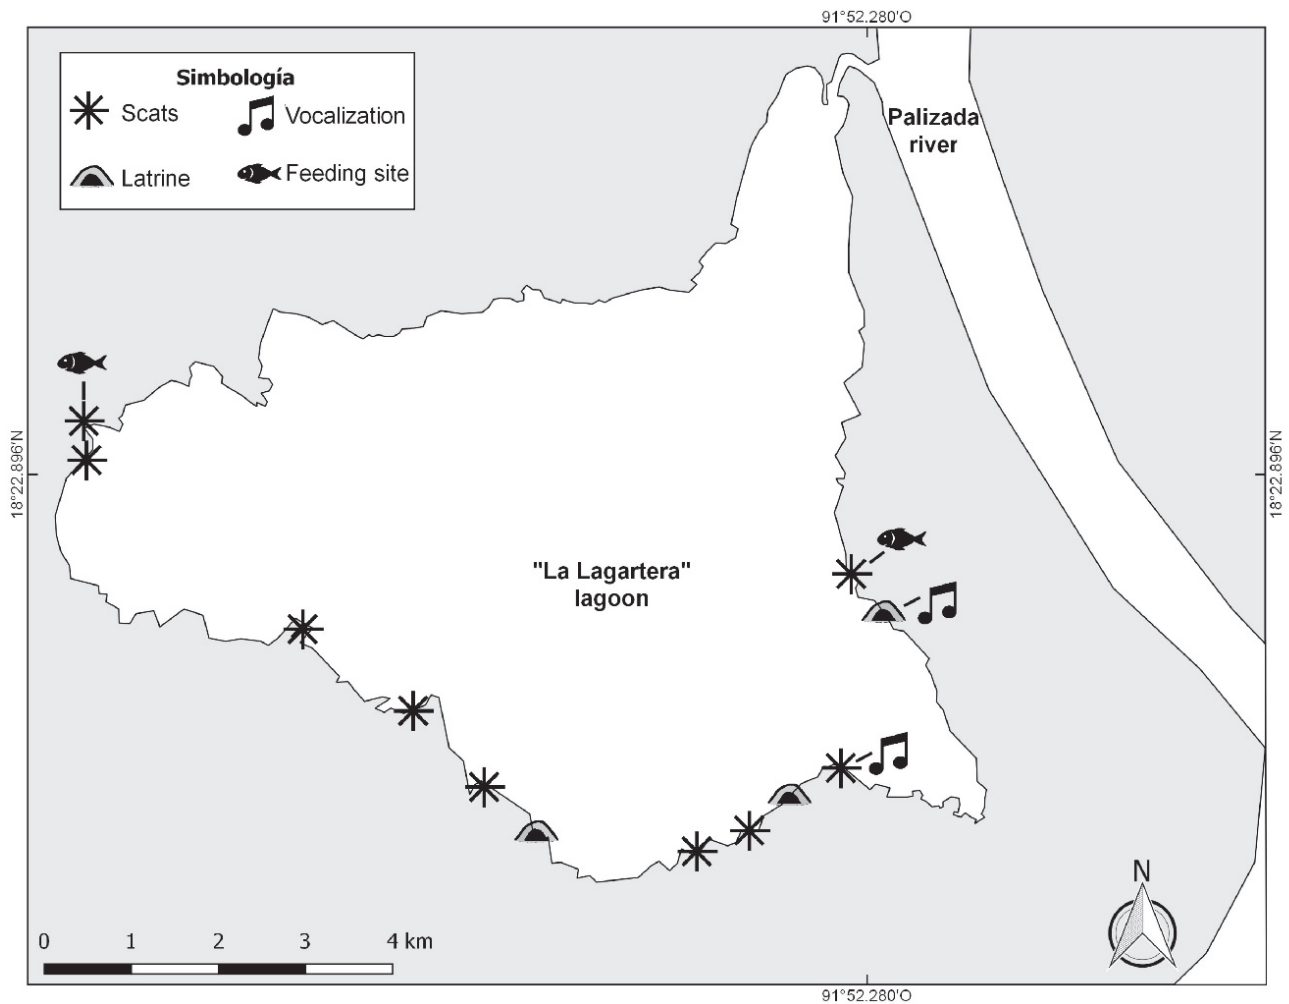 91°52.280'O
Simbología
Scats
Vocalization
Latrine
Feeding site
Palizada
river
18°22.896'N
18°22.896'N
"La Lagartera"
lagoon
N
0 1 2 3 4 km
91°52.280'O